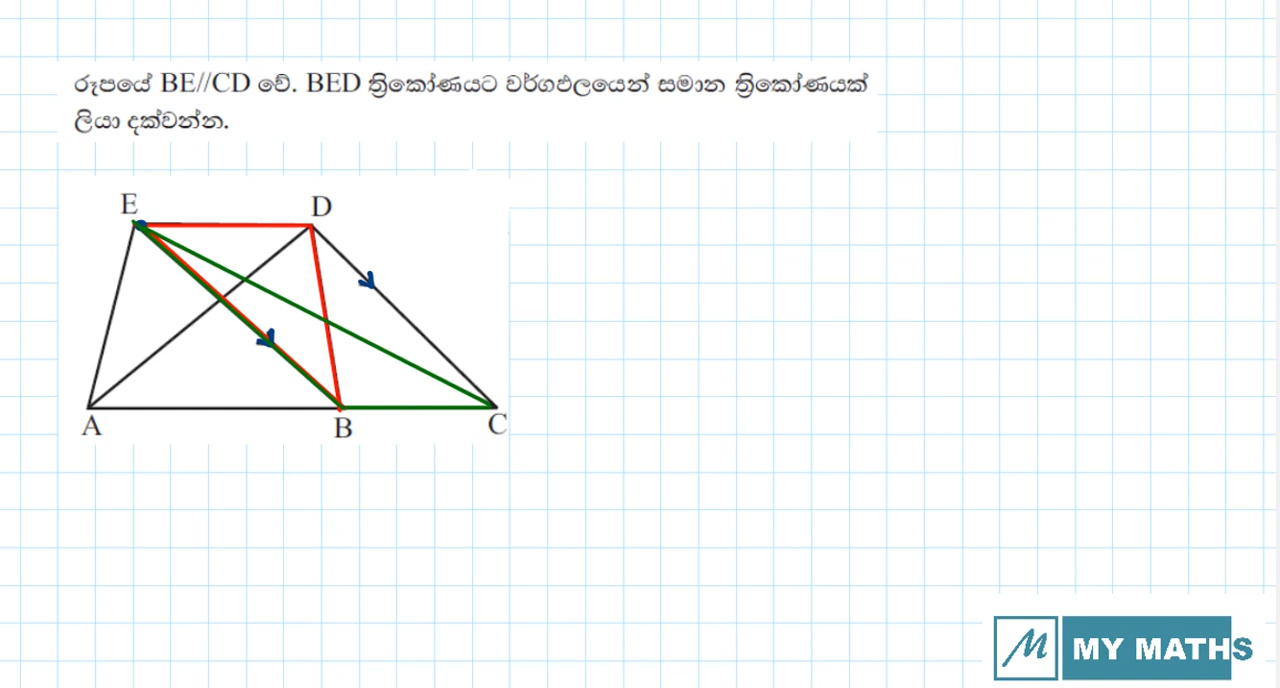 රූපයේ BE//CD වේ. BED ත්‍රිකෝණයට වර්ගඵලයෙන් සමාන ත්‍රිකෝණයක්
ලියා දක්වන්න.
E D
A B C
M MY MATHS